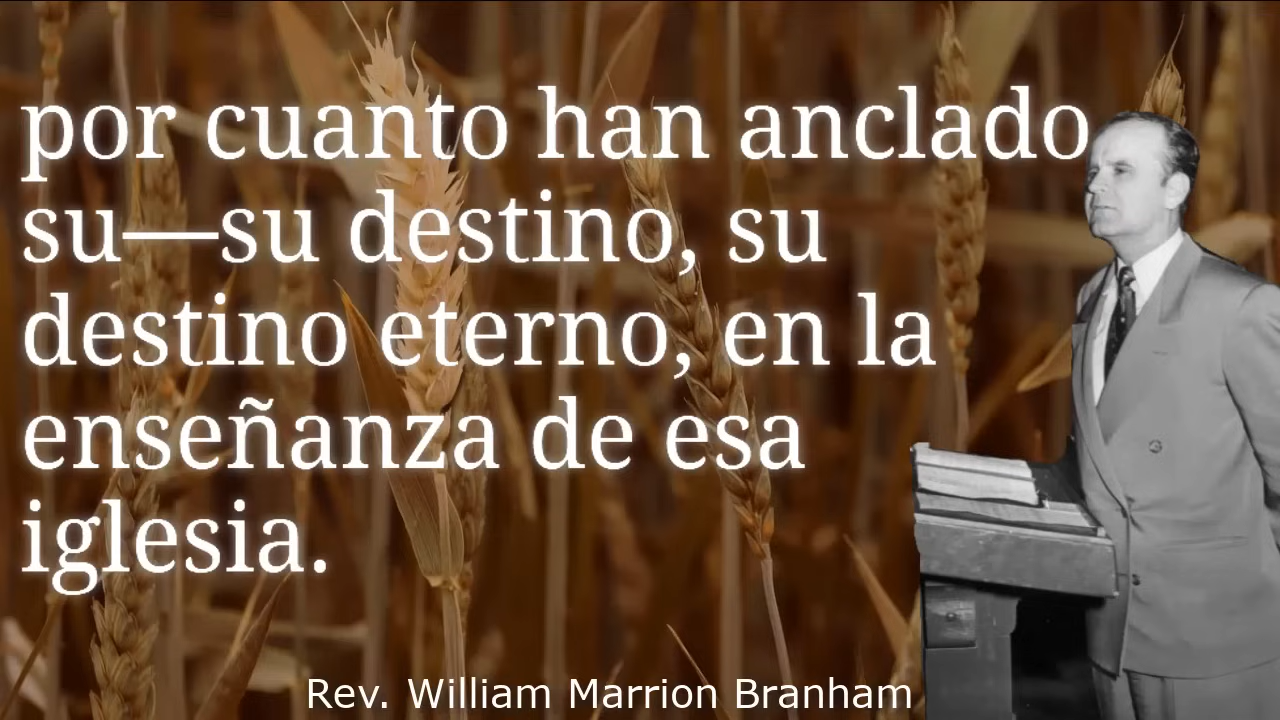 por cuanto han anclado
su—su destino, su
destino eterno, en la
enseñanza de esa
iglesia.
Rev. William Marrion Branham